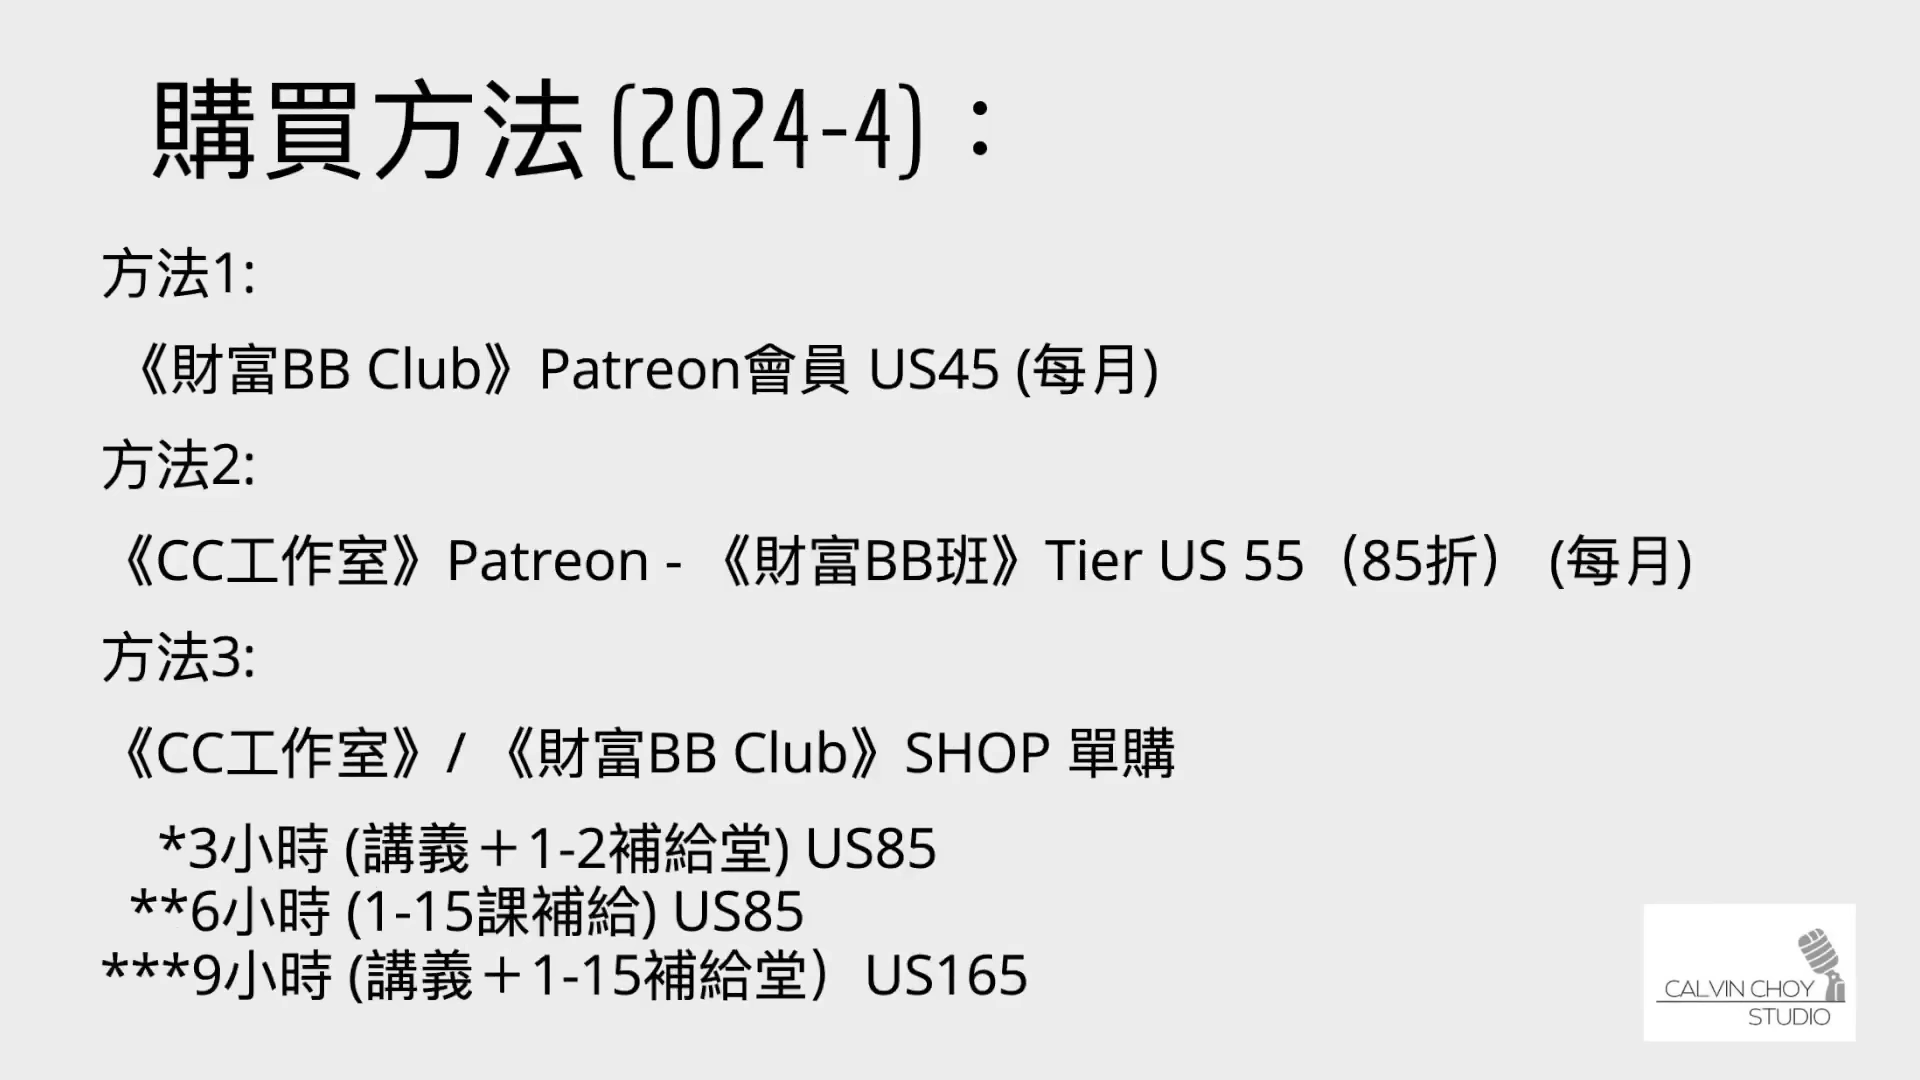 購買方法 (2024-4)：
方法1:
《財富BB Club》Patreon會員 US45 (每月)
方法2:
《CC工作室》Patreon - 《財富BB班》Tier US 55（85折） (每月)
方法3:
《CC工作室》/ 《財富BB Club》SHOP 單購
*3小時 (講義＋1-2補給堂) US85
**6小時 (1-15課補給) US85
***9小時 (講義＋1-15補給堂）US165
CALVIN CHOY
STUDIO